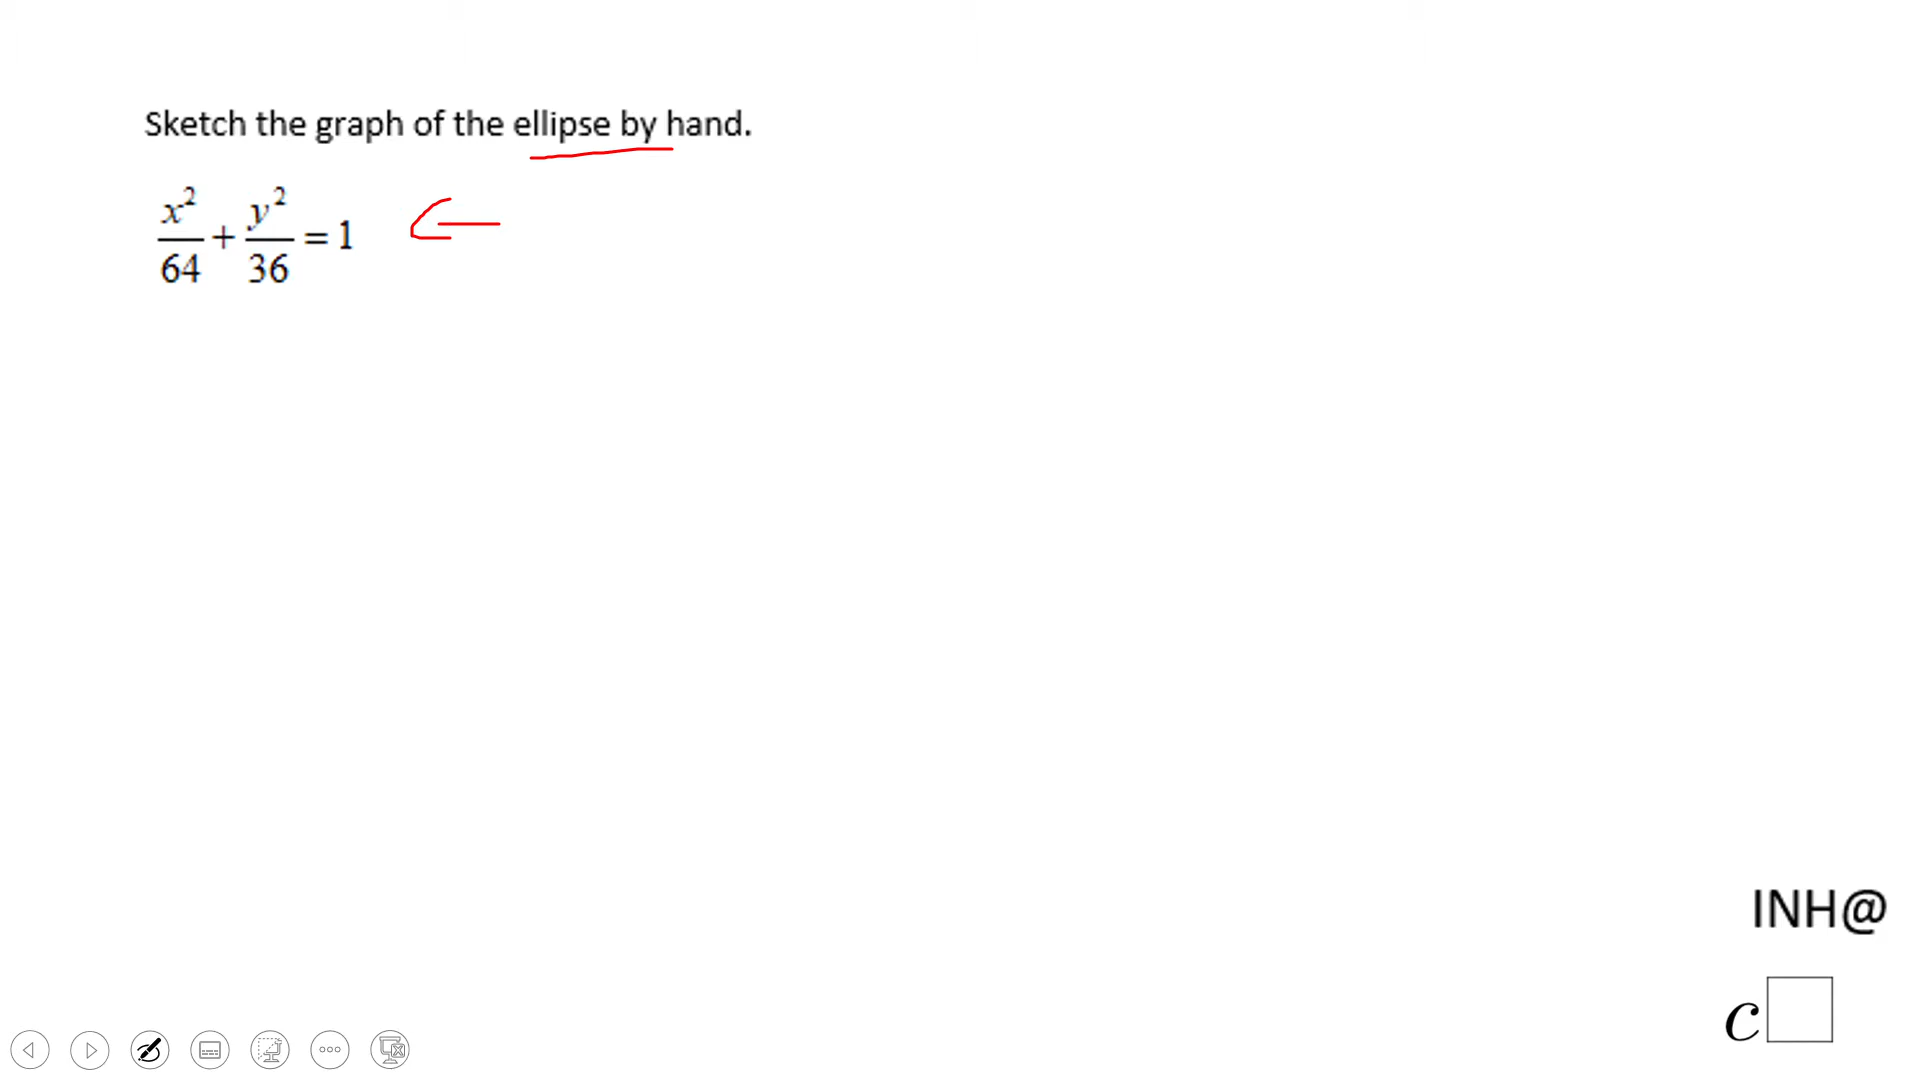 Sketch the graph of the ellipse by hand.
x²/64 + y²/36 = 1
INH@
c□